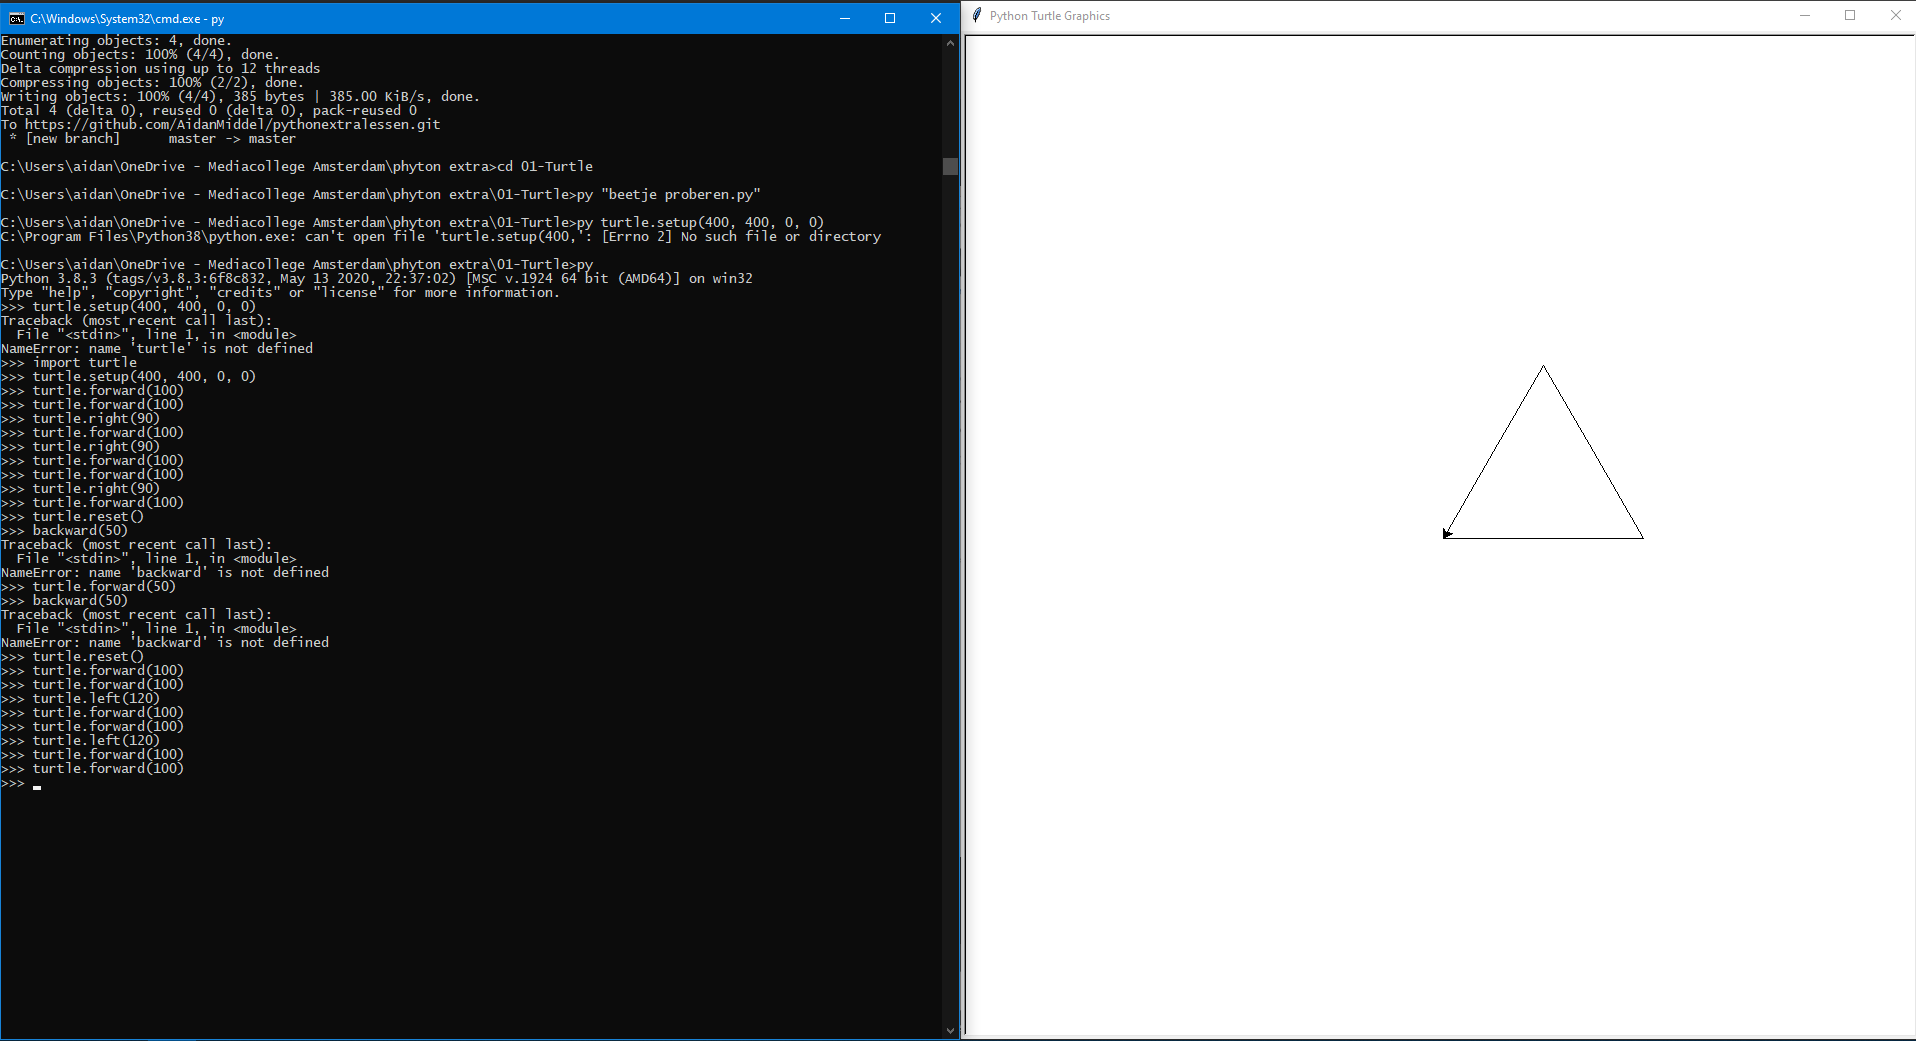 C:\Windows\System32\cmd.exe - py
Enumerating objects: 4, done.
Counting objects: 100% (4/4), done.
Delta compression using up to 12 threads
Compressing objects: 100% (2/2), done.
Writing objects: 100% (4/4), 385 bytes | 385.00 KiB/s, done.
Total 4 (delta 0), reused 0 (delta 0), pack-reused 0
To https://github.com/AidanMiddel/pythonextralessen.git
 * [new branch]      master -> master
C:\Users\aidan\OneDrive - Mediacollege Amsterdam\phyton extra>cd 01-Turtle
C:\Users\aidan\OneDrive - Mediacollege Amsterdam\phyton extra\01-Turtle>py "beetje proberen.py"
C:\Users\aidan\OneDrive - Mediacollege Amsterdam\phyton extra\01-Turtle>py turtle.setup(400, 400, 0, 0)
C:\Program Files\Python38\python.exe: can't open file 'turtle.setup(400,': [Errno 2] No such file or directory
C:\Users\aidan\OneDrive - Mediacollege Amsterdam\phyton extra\01-Turtle>py
Python 3.8.3 (tags/v3.8.3:6f8c832, May 13 2020, 22:37:02) [MSC v.1924 64 bit (AMD64)] on win32
Type "help", "copyright", "credits" or "license" for more information.
>>> turtle.setup(400, 400, 0, 0)
Traceback (most recent call last):
  File "<stdin>", line 1, in <module>
NameError: name 'turtle' is not defined
>>> import turtle
>>> turtle.setup(400, 400, 0, 0)
>>> turtle.forward(100)
>>> turtle.forward(100)
>>> turtle.right(90)
>>> turtle.forward(100)
>>> turtle.right(90)
>>> turtle.forward(100)
>>> turtle.forward(100)
>>> turtle.right(90)
>>> turtle.forward(100)
>>> turtle.reset()
>>> backward(50)
Traceback (most recent call last):
  File "<stdin>", line 1, in <module>
NameError: name 'backward' is not defined
>>> turtle.forward(50)
>>> backward(50)
Traceback (most recent call last):
  File "<stdin>", line 1, in <module>
NameError: name 'backward' is not defined
>>> turtle.reset()
>>> turtle.forward(100)
>>> turtle.forward(100)
>>> turtle.left(120)
>>> turtle.forward(100)
>>> turtle.forward(100)
>>> turtle.left(120)
>>> turtle.forward(100)
>>> turtle.forward(100)
>>>
Python Turtle Graphics